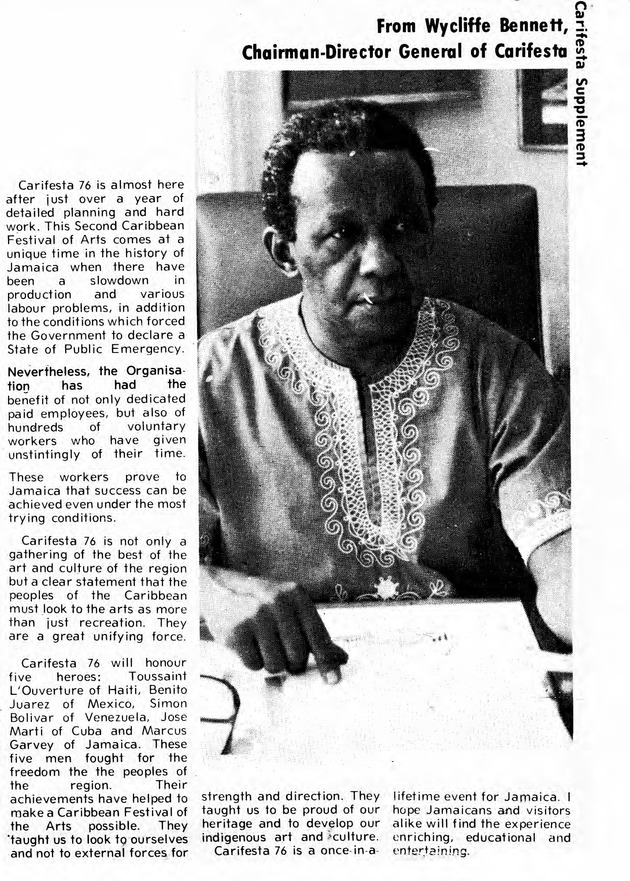 From Wycliffe Bennett,
Chairman-Director General of Carifesta
Carifesta Supplement
Carifesta 76 is almost here
after just over a year of
detailed planning and hard
work. This Second Caribbean
Festival of Arts comes at a
unique time in the history of
Jamaica when there have
been a slowdown in
production and various
labour problems, in addition
to the conditions which forced
the Government to declare a
State of Public Emergency.
Nevertheless, the Organisa-
tion has had the
benefit of not only dedicated
paid employees, but also of
hundreds of voluntary
workers who have given
unstintingly of their time.
These workers prove to
Jamaica that success can be
achieved even under the most
trying conditions.
Carifesta 76 is not only a
gathering of the best of the
art and culture of the region
but a clear statement that the
peoples of the Caribbean
must look to the arts as more
than just recreation. They
are a great unifying force.
Carifesta 76 will honour
five heroes: Toussaint
L'Ouverture of Haiti, Benito
Juarez of Mexico, Simon
Bolivar of Venezuela, Jose
Marti of Cuba and Marcus
Garvey of Jamaica. These
five men fought for the
freedom the the peoples of
the region. Their
achievements have helped to
make a Caribbean Festival of
the Arts possible. They
taught us to look to ourselves
and not to external forces for
strength and direction. They
taught us to be proud of our
heritage and to develop our
indigenous art and culture.
Carifesta 76 is a once-in-a-
lifetime event for Jamaica. I
hope Jamaicans and visitors
alike will find the experience
enriching, educational and
entertaining.